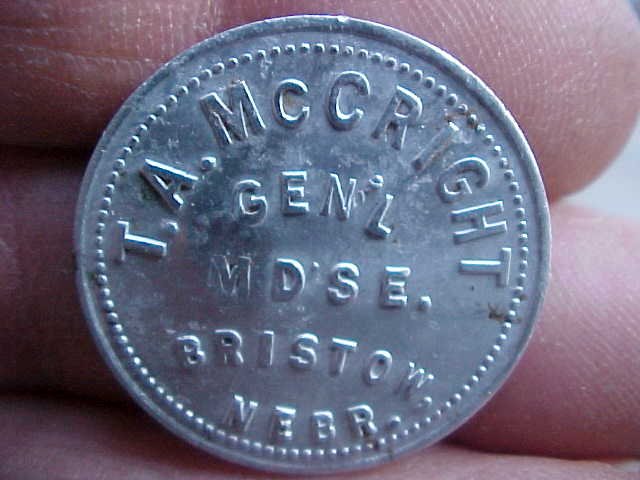 T.A. McCRIGHT
GEN'L
MD'SE.
BRISTOW,
NEBR.